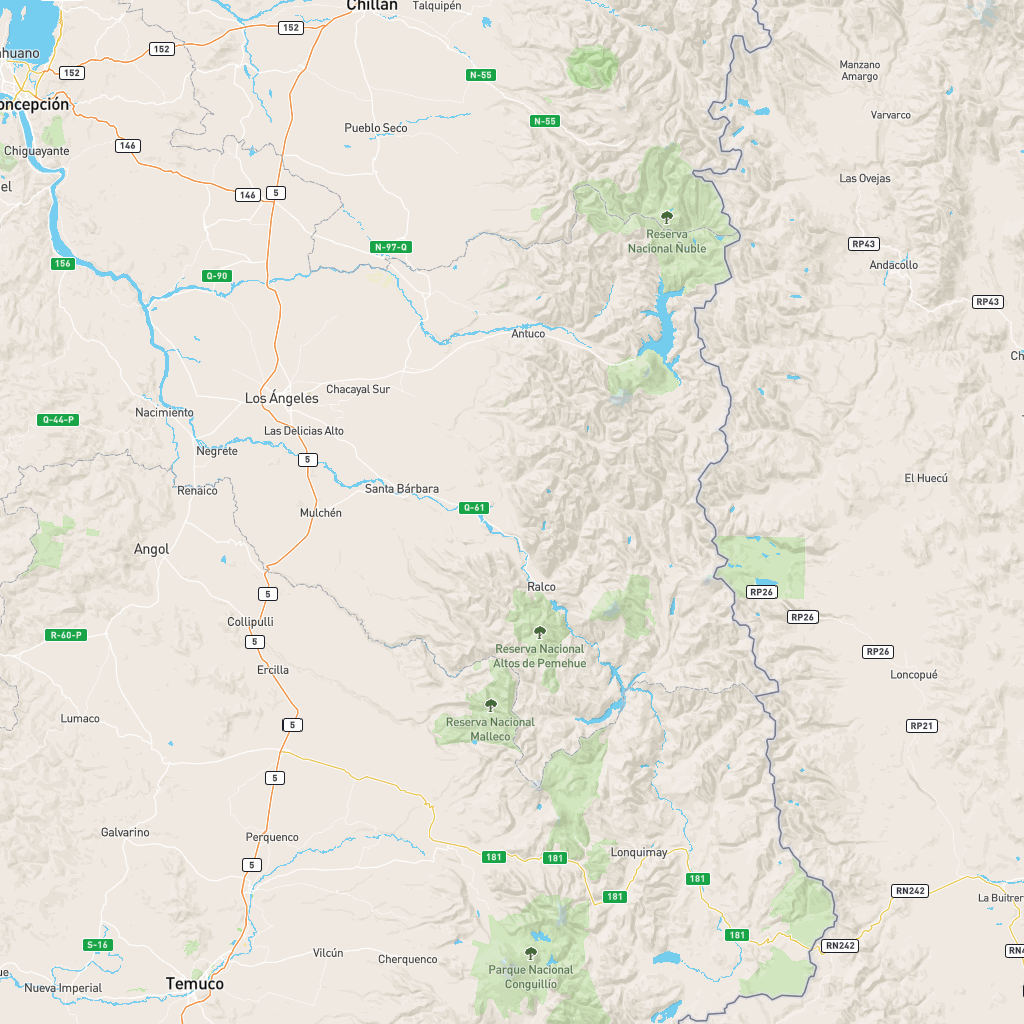 Chillán
Talquipén
152
152
ahuano
152
Manzano
Amargo
N-55
oncepción
Varvarco
N-55
Pueblo Seco
146
Chiguayante
Las Ovejas
el
146
5
Reserva
Nacional Ñuble
RP43
N-97-Q
156
Andacollo
Q-90
RP43
Antuco
Ch
Chacayal Sur
Los Ángeles
Nacimiento
Q-44-P
Las Delicias Alto
Negrete
5
El Huecú
Santa Bárbara
Renaico
Q-61
Mulchén
Angol
Ralco
RP26
5
RP26
Collipulli
R-60-P
5
Reserva Nacional
Altos de Pemehue
RP26
Ercilla
Loncopué
Lumaco
Reserva Nacional
Malleco
5
RP21
5
Galvarino
Perquenco
Lonquimay
181
181
5
181
RN242
181
La Buitrer
181
S-16
RN242
RN4
Vilcún
Cherquenco
Parque Nacional
Conguillío
ue
Temuco
Nueva Imperial